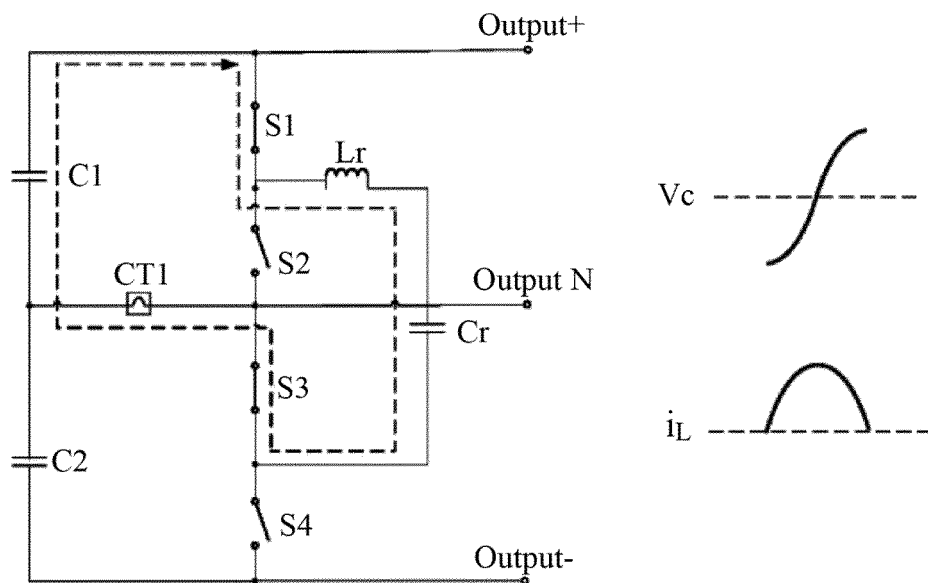 Output+
S1
Lr
C1
Vc
S2
CT1
Output N
Cr
S3
iL
C2
S4
Output-